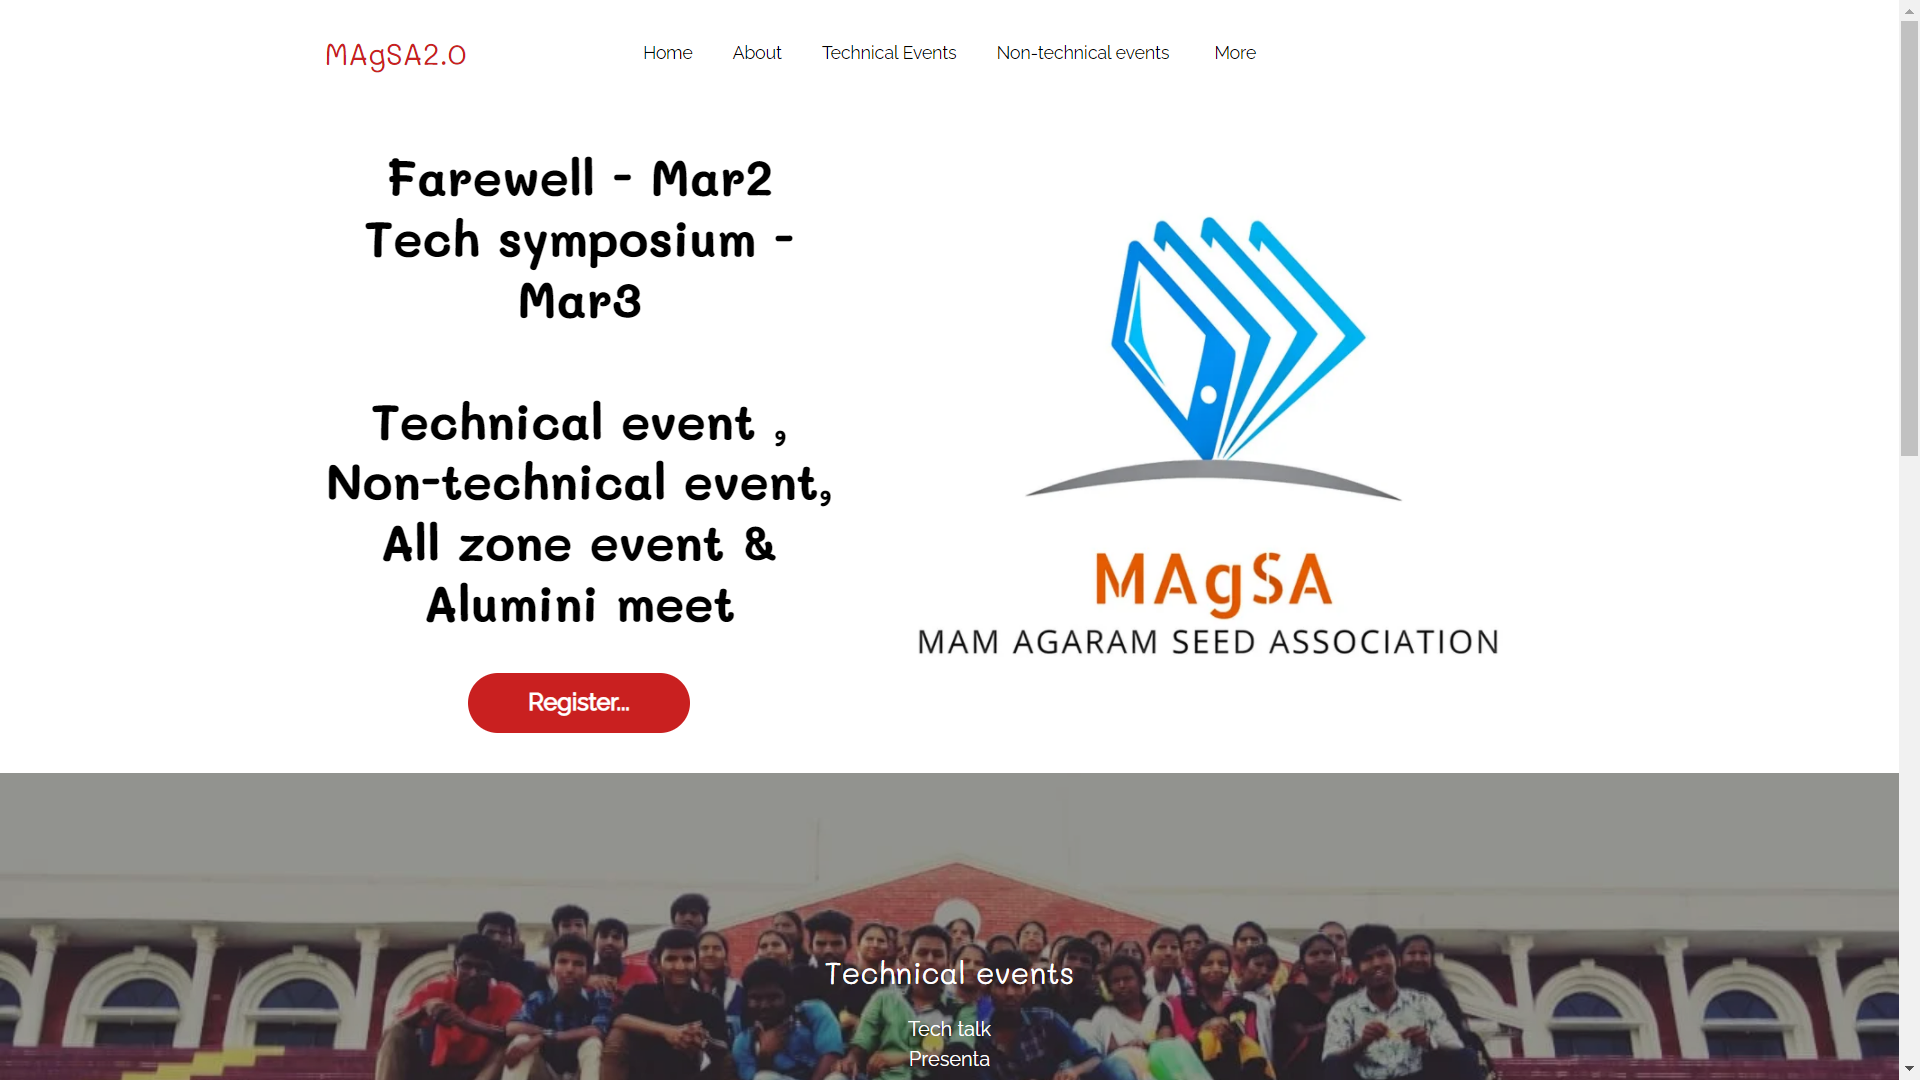 MAgSA2.0
Home
About
Technical Events
Non-technical events
More
Farewell - Mar2
Tech symposium -
Mar3
Technical event ,
Non-technical event,
All zone event &
Alumini meet
Register...
MAgSA
MAM AGARAM SEED ASSOCIATION
Technical events
Tech talk
Presenta